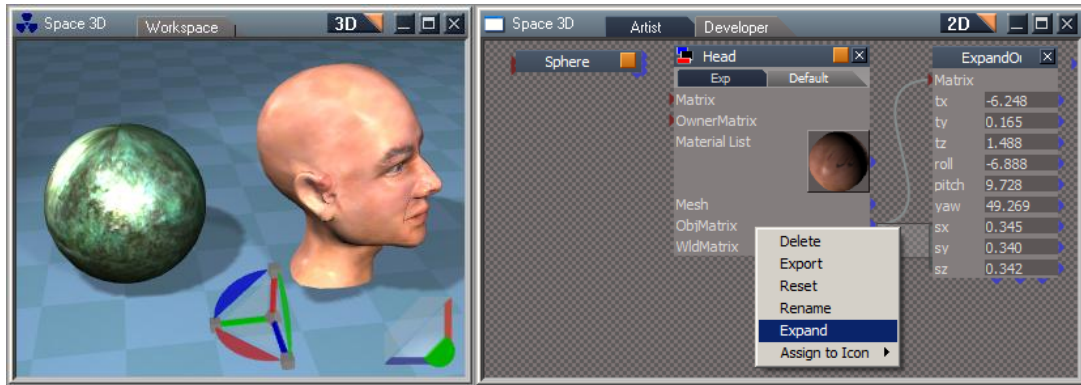 Space 3D
Workspace
3D
Space 3D
Artist
Developer
2D
Sphere
Head
Exp
Default
Matrix
OwnerMatrix
Material List
Mesh
ObjMatrix
WldMatrix
Delete
Export
Reset
Rename
Expand
Assign to Icon
Matrix
tx -6.248
ty 0.165
tz 1.488
roll -6.888
pitch 9.728
yaw 49.269
sx 0.345
sy 0.340
sz 0.342